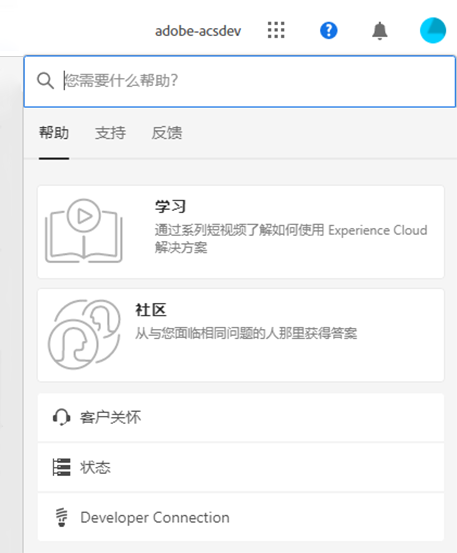 adobe-acsdev
您需要什么帮助?
帮助 支持 反馈
学习
通过系列短视频了解如何使用 Experience Cloud
解决方案
社区
从与您面临相同问题的人那里获得答案
客户关怀
状态
Developer Connection